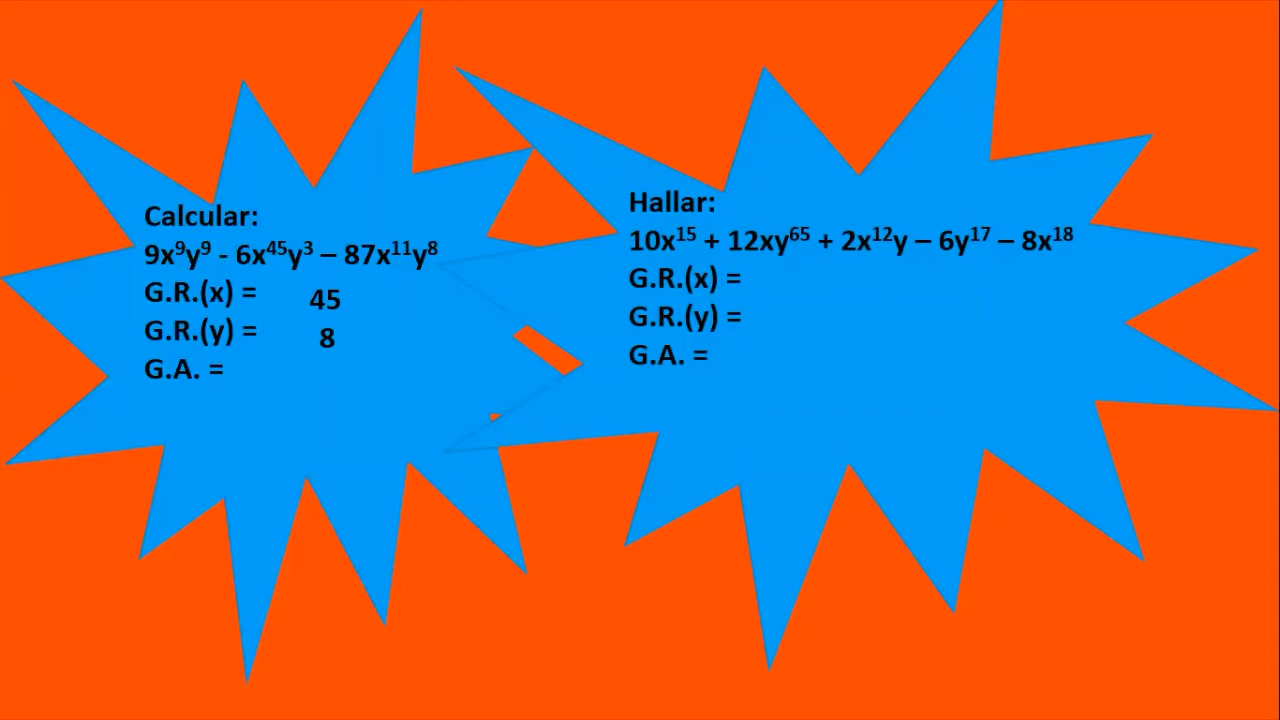 Calcular:
9x⁹y⁹ - 6x⁴⁵y³ – 87x¹¹y⁸
G.R.(x) = 45
G.R.(y) = 8
G.A. =
Hallar:
10x¹⁵ + 12xy⁶⁵ + 2x¹²y – 6y¹⁷ – 8x¹⁸
G.R.(x) =
G.R.(y) =
G.A. =